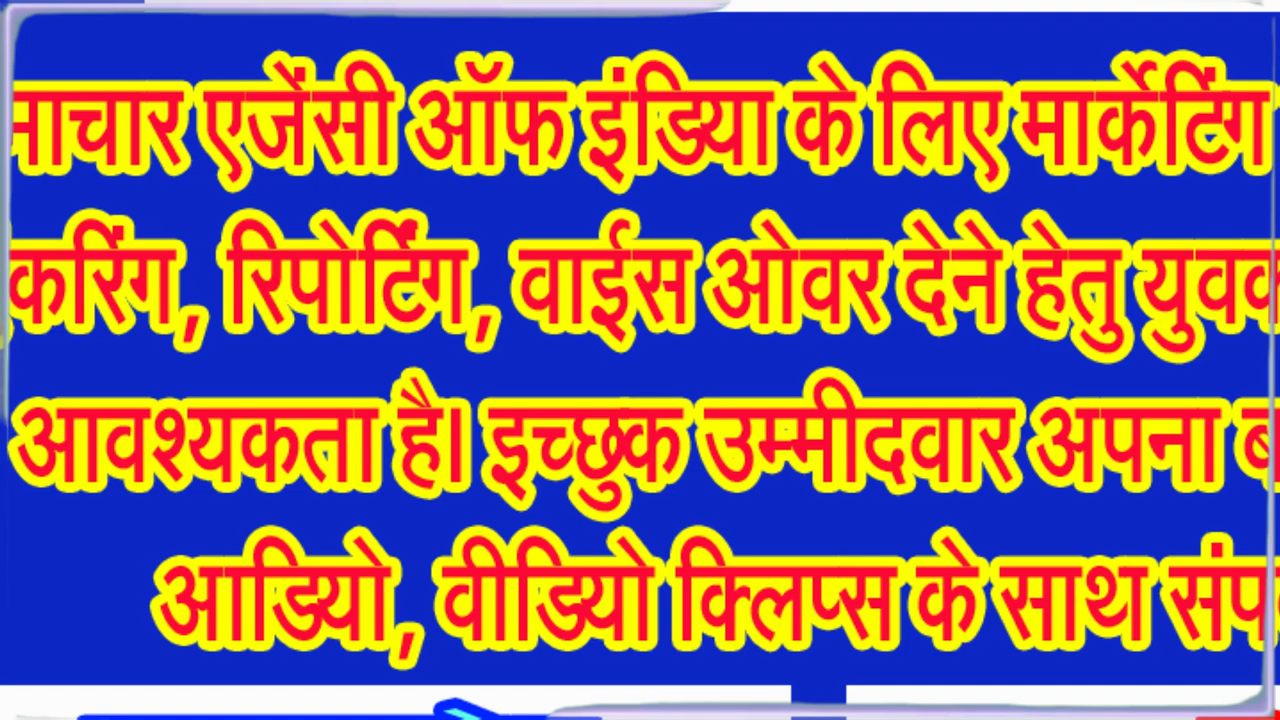 माचार एजेंसी ऑफ इंडिया के लिए मार्केटिंग
करिंग, रिपोर्टिंग, वाईस ओवर देने हेतु युवक
आवश्यकता है। इच्छुक उम्मीदवार अपना
आडियो, वीडियो क्लिप्स के साथ